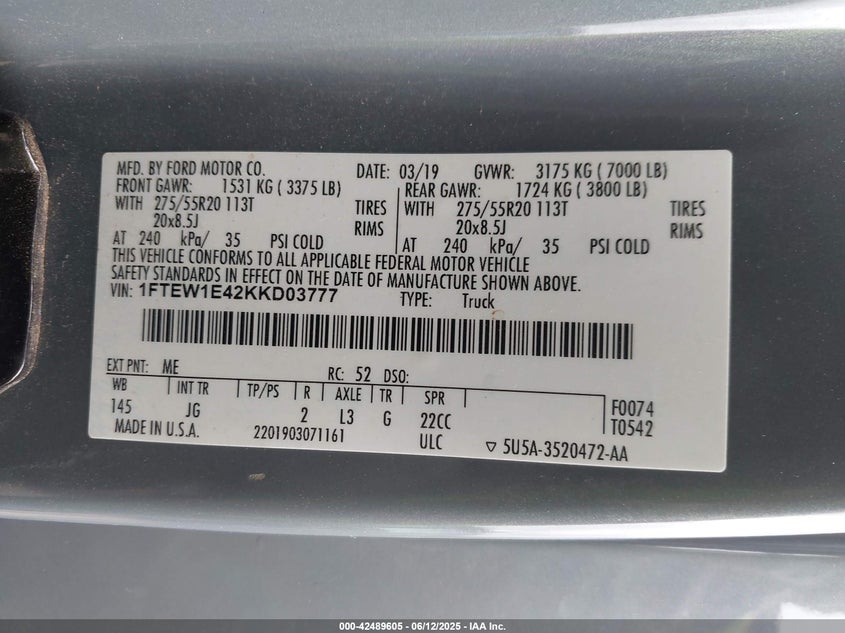 MFD. BY FORD MOTOR CO. DATE: 03/19 GVWR: 3175 KG ( 7000 LB)
FRONT GAWR: 1531 KG ( 3375 LB) REAR GAWR: 1724 KG ( 3800 LB)
WITH 275/55R20 113T TIRES WITH 275/55R20 113T TIRES
20x8.5J RIMS 20x8.5J RIMS
AT 240 kPa/ 35 PSI COLD AT 240 kPa/ 35 PSI COLD
THIS VEHICLE CONFORMS TO ALL APPLICABLE FEDERAL MOTOR VEHICLE
SAFETY STANDARDS IN EFFECT ON THE DATE OF MANUFACTURE SHOWN ABOVE.
VIN: 1FTEW1E42KKD03777 TYPE: Truck
EXT PNT: ME RC: 52 DSO:
WB INT TR TP/PS R AXLE TR SPR
145 JG 2 L3 G 22CC F0074
MADE IN U.S.A. 2201903071161 ULC T0542
▽ 5U5A-3520472-AA
000-42489605 - 06/12/2025 - IAA Inc.